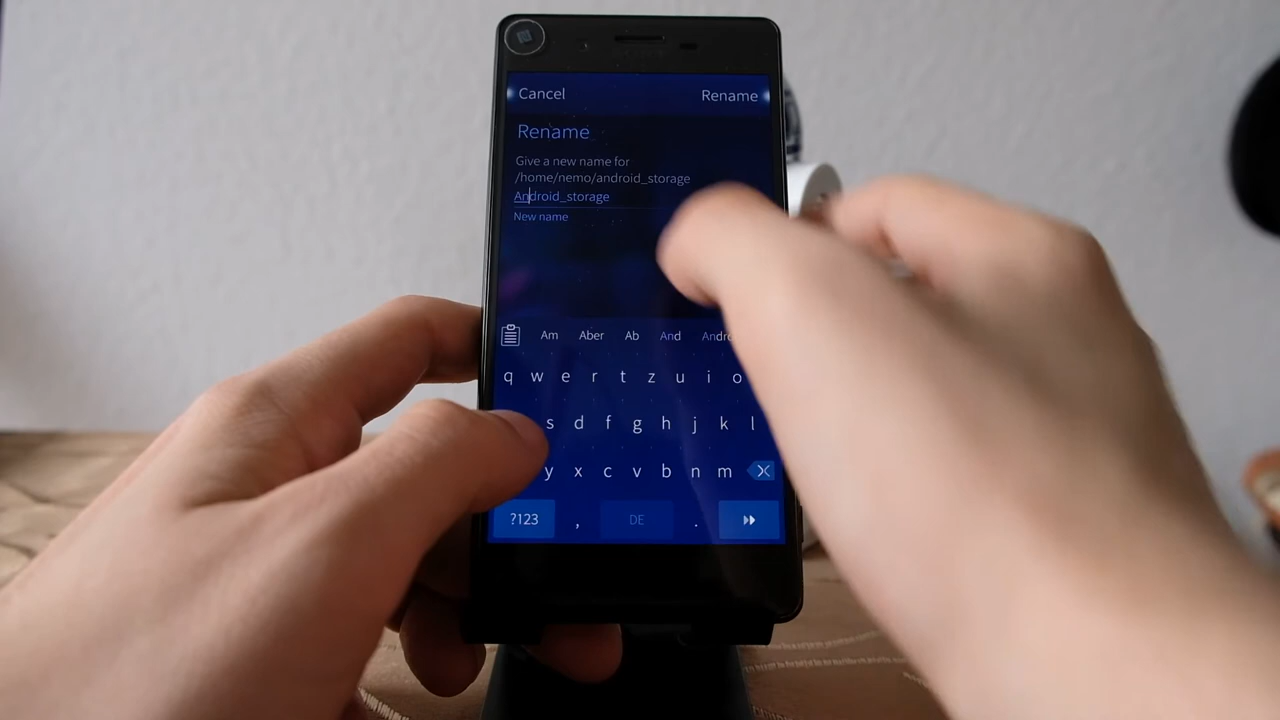 Cancel Rename
Rename
Give a new name for
/home/nemo/android_storage
Android_storage
New name
Am Aber Ab And
q w e r t z u i o
s d f g h j k l
y x c v b n m
?123 , DE .